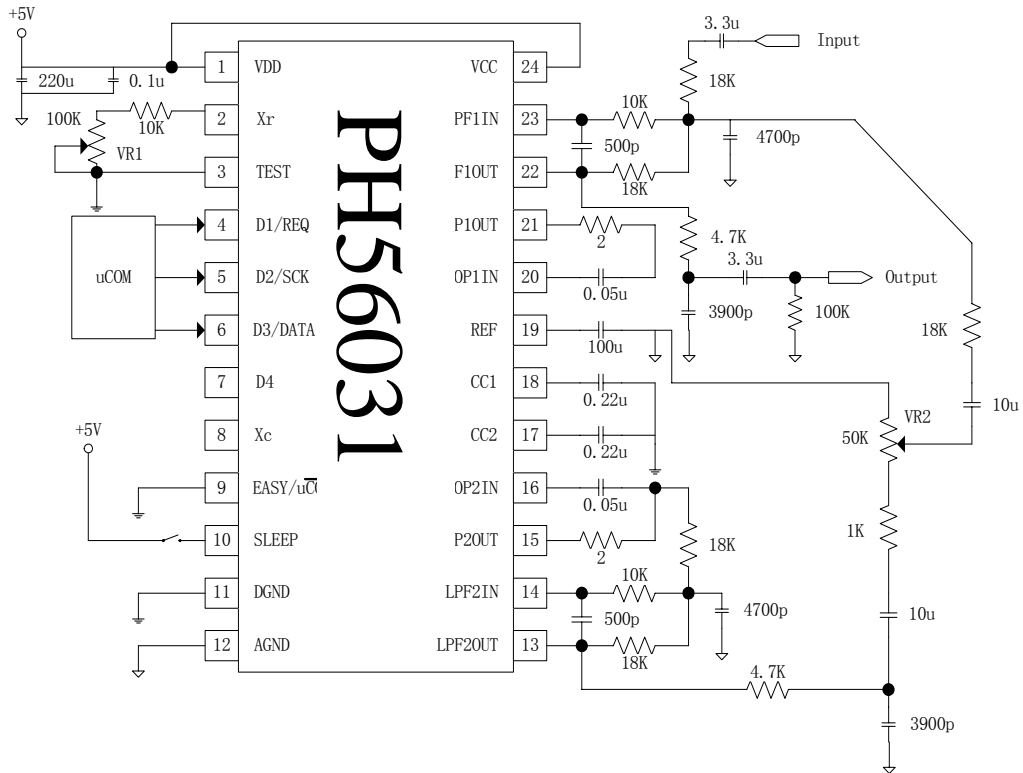 +5V
3.3u
Input
1
VDD
VCC
24
220u
0.1u
18K
100K
10K
2
Xr
PF1IN
23
10K
500p
4700p
VR1
3
TEST
F1OUT
22
18K
PH56031
4
D1/REQ
P1OUT
21
2
4.7K
3.3u
uCOM
5
D2/SCK
OP1IN
20
0.05u
Output
3900p
100K
6
D3/DATA
REF
19
100u
18K
7
D4
CC1
18
0.22u
10u
+5V
8
Xc
CC2
17
0.22u
50K
VR2
9
EASY/uC
OP2IN
16
0.05u
10
SLEEP
P2OUT
15
2
18K
1K
11
DGND
LPF2IN
14
10K
500p
4700p
10u
12
AGND
LPF2OUT
13
18K
4.7K
3900p